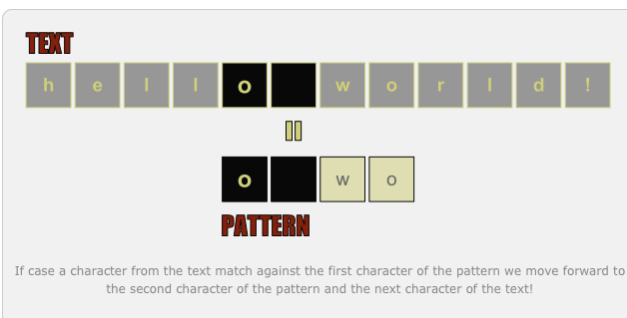 TEXT
h e l l o w o r l d !
o w o
PATTERN
If case a character from the text match against the first character of the pattern we move forward to
the second character of the pattern and the next character of the text!